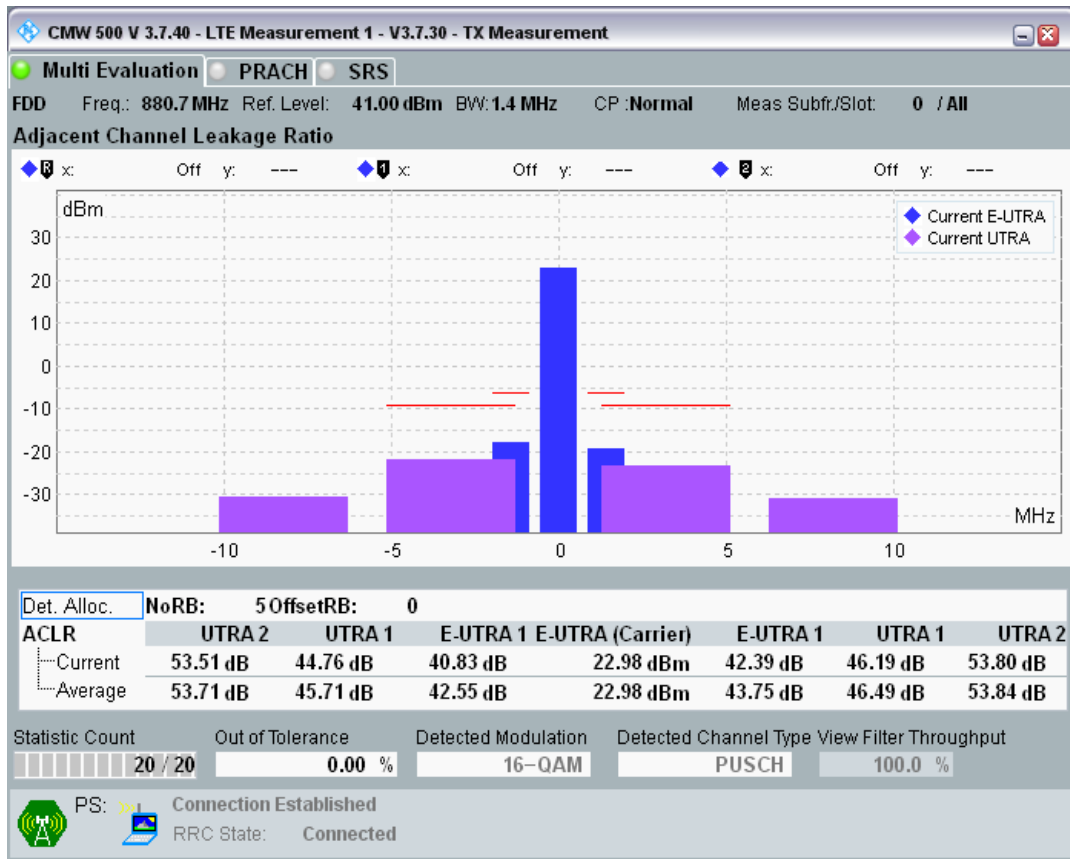 CMW 500 V 3.7.40 - LTE Measurement 1 - V3.7.30 - TX Measurement
Multi Evaluation PRACH SRS
FDD Freq.: 880.7 MHz Ref. Level: 41.00 dBm BW: 1.4 MHz CP :Normal Meas Subfr./Slot: 0 / All
Adjacent Channel Leakage Ratio
R x: Off y: --- 1 x: Off y: --- 2 x: Off y: ---
dBm
Current E-UTRA
Current UTRA
30
20
10
0
-10
-20
-30
MHz
-10 -5 0 5 10
Det. Alloc. NoRB: 5 OffsetRB: 0
ACLR UTRA 2 UTRA 1 E-UTRA 1 E-UTRA (Carrier) E-UTRA 1 UTRA 1 UTRA 2
Current 53.51 dB 44.76 dB 40.83 dB 22.98 dBm 42.39 dB 46.19 dB 53.80 dB
Average 53.71 dB 45.71 dB 42.55 dB 22.98 dBm 43.75 dB 46.49 dB 53.84 dB
Statistic Count Out of Tolerance Detected Modulation Detected Channel Type View Filter Throughput
20 / 20 0.00 % 16-QAM PUSCH 100.0 %
PS: Connection Established
RRC State: Connected